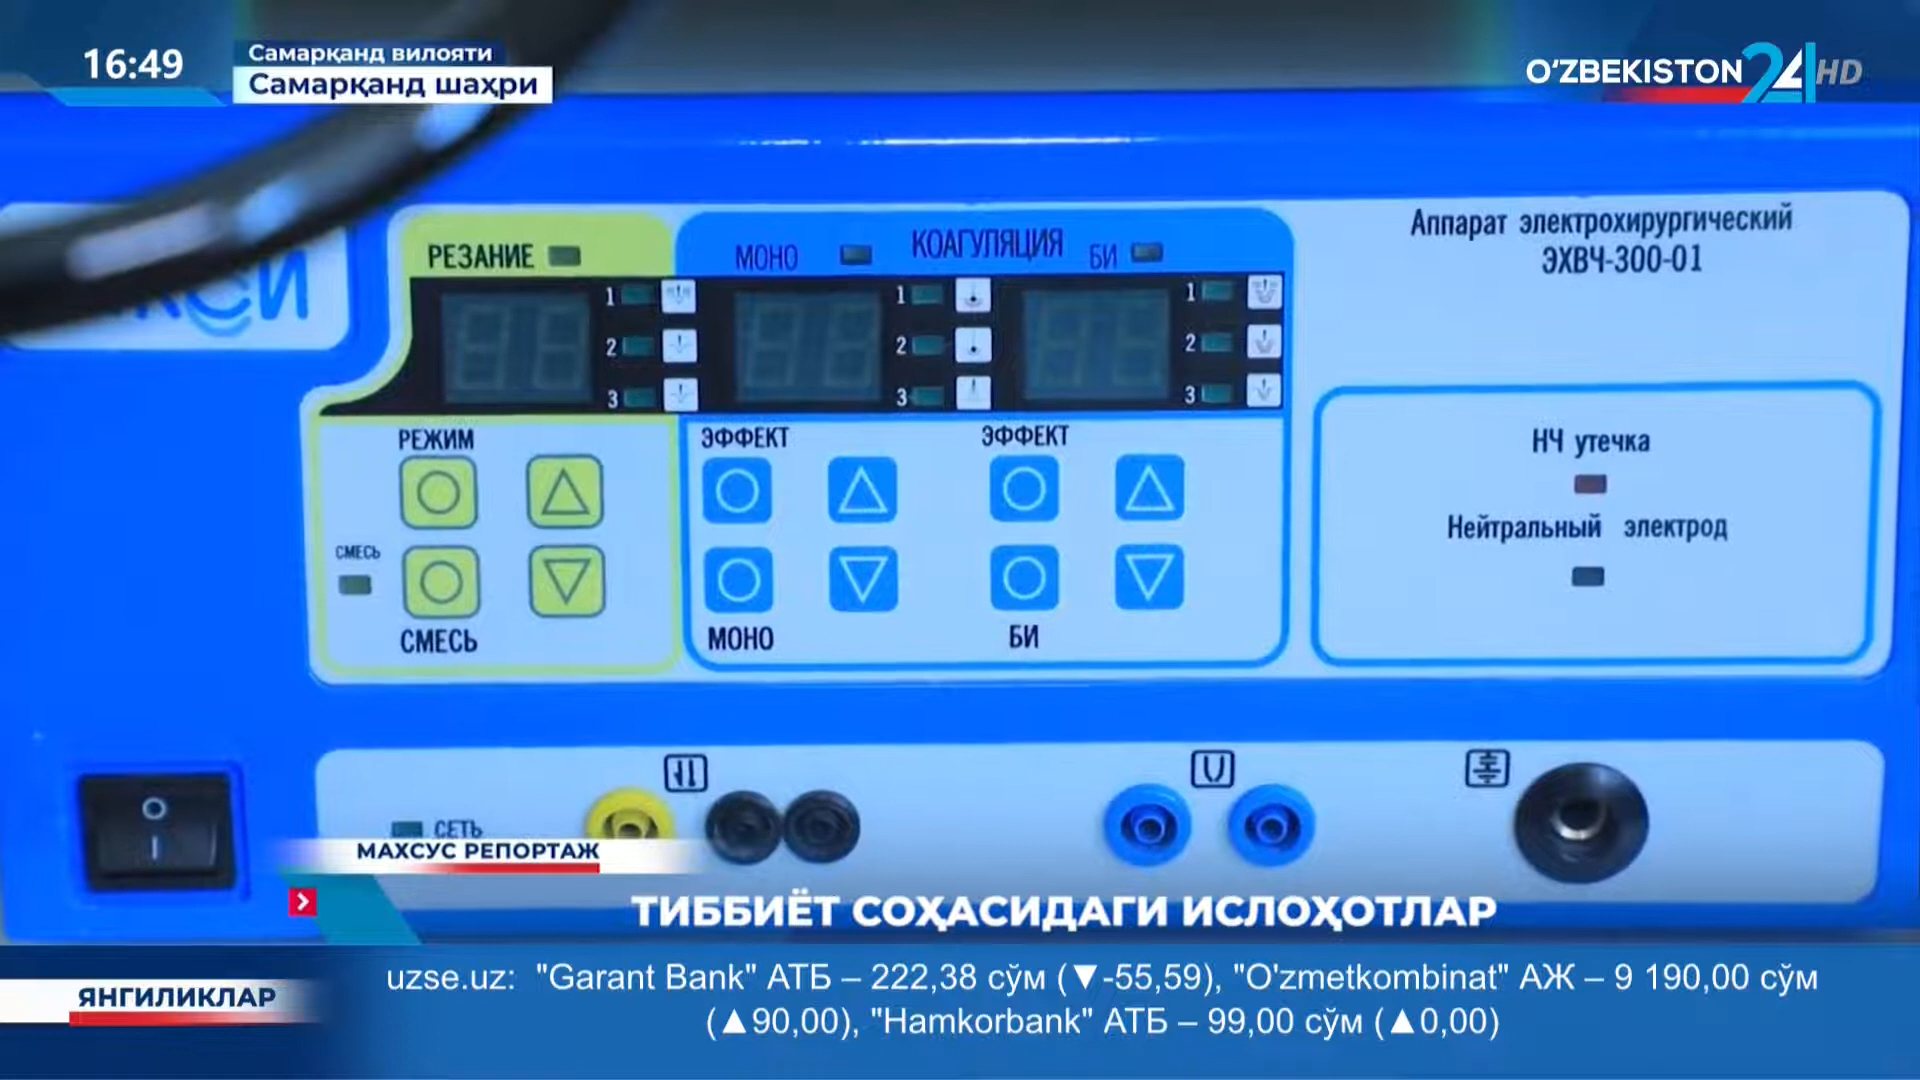 16:49
Самарқанд вилояти
Самарқанд шаҳри
O‘ZBEKISTON 24 HD
РЕЗАНИЕ
МОНО
КОАГУЛЯЦИЯ
БИ
Аппарат электрохирургический
ЭХВЧ-300-01
1
2
3
1
2
3
1
2
3
РЕЖИМ
ЭФФЕКТ
ЭФФЕКТ
НЧ утечка
Нейтральный электрод
СМЕСЬ
СМЕСЬ
МОНО
БИ
СЕТЬ
МАХСУС РЕПОРТАЖ
ТИББИЁТ СОҲАСИДАГИ ИСЛОҲОТЛАР
ЯНГИЛИКЛАР
uzse.uz: "Garant Bank" АТБ – 222,38 сўм (▼-55,59), "O'zmetkombinat" АЖ – 9 190,00 сўм
(▲90,00), "Hamkorbank" АТБ – 99,00 сўм (▲0,00)